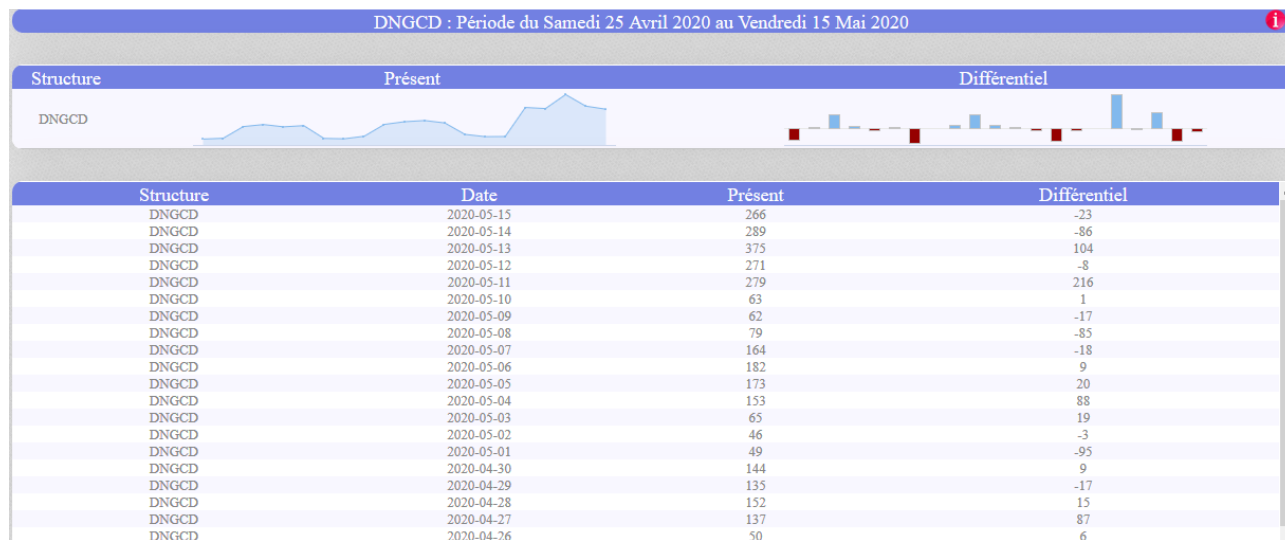 DNGCD : Période du Samedi 25 Avril 2020 au Vendredi 15 Mai 2020
i
Structure Présent Différentiel
DNGCD
Structure Date Présent Différentiel
DNGCD 2020-05-15 266 -23
DNGCD 2020-05-14 289 -86
DNGCD 2020-05-13 375 104
DNGCD 2020-05-12 271 -8
DNGCD 2020-05-11 279 216
DNGCD 2020-05-10 63 1
DNGCD 2020-05-09 62 -17
DNGCD 2020-05-08 79 -85
DNGCD 2020-05-07 164 -18
DNGCD 2020-05-06 182 9
DNGCD 2020-05-05 173 20
DNGCD 2020-05-04 153 88
DNGCD 2020-05-03 65 19
DNGCD 2020-05-02 46 -3
DNGCD 2020-05-01 49 -95
DNGCD 2020-04-30 144 9
DNGCD 2020-04-29 135 -17
DNGCD 2020-04-28 152 15
DNGCD 2020-04-27 137 87
DNGCD 2020-04-26 50 6